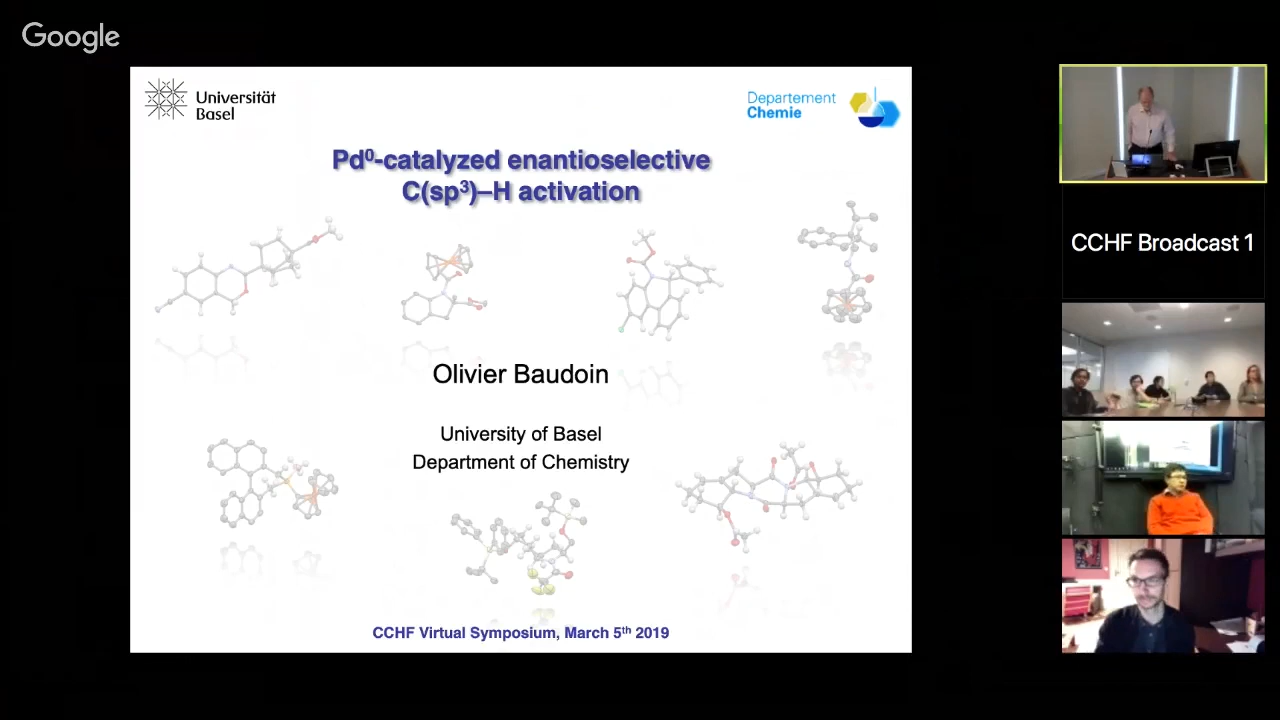 Google
Universität
Basel
Departement
Chemie
Pd⁰-catalyzed enantioselective
C(sp³)–H activation
Olivier Baudoin
University of Basel
Department of Chemistry
CCHF Virtual Symposium, March 5th 2019
CCHF Broadcast 1